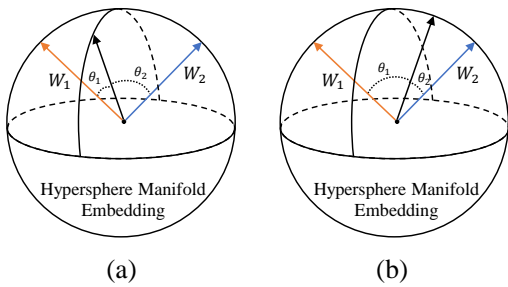 W₁ θ₁ θ₂ W₂
Hypersphere Manifold
Embedding
(a)
W₁ θ₁ θ₂ W₂
Hypersphere Manifold
Embedding
(b)